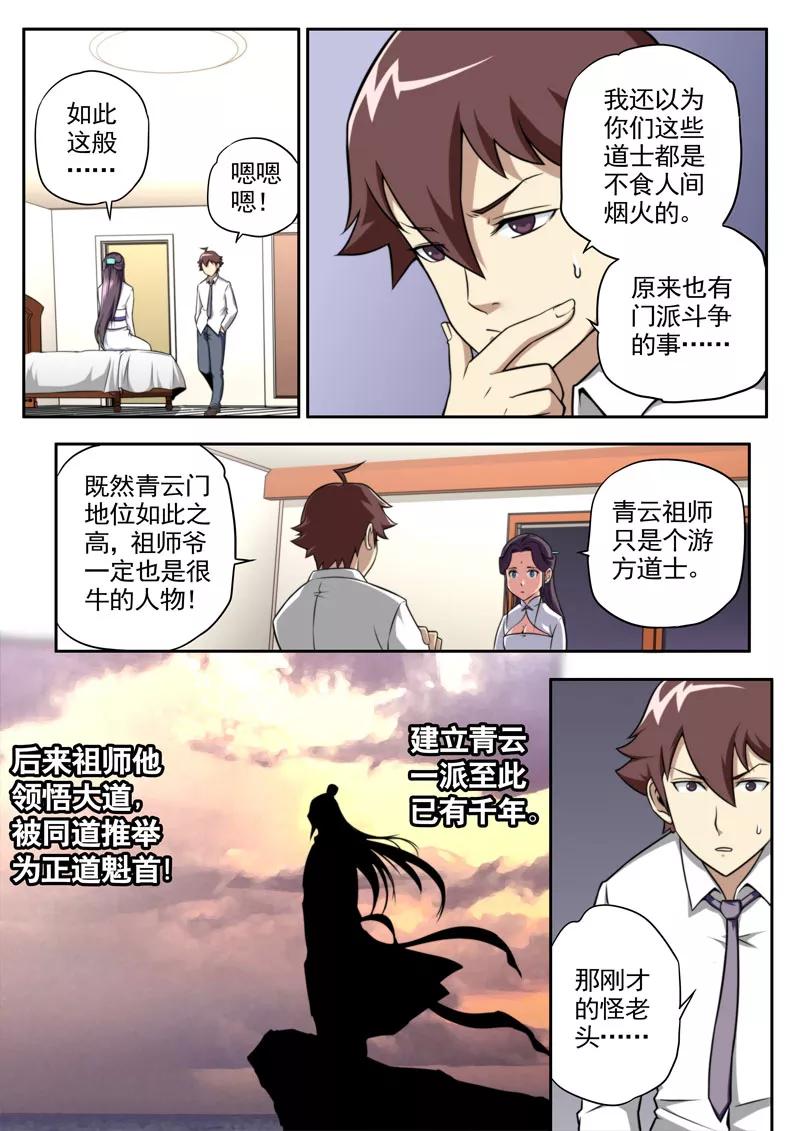 如此
这般
……
嗯嗯
嗯！
我还以为
你们这些
道士都是
不食人间
烟火的。
原来也有
门派斗争
的事……
既然青云门
地位如此之
高，祖师爷
一定也是很
牛的人物！
青云祖师
只是个游
方道士。
后来祖师他
领悟大道，
被同道推举
为正道魁首！
建立青云
一派至此
已有千年。
那刚才
的怪老
头……